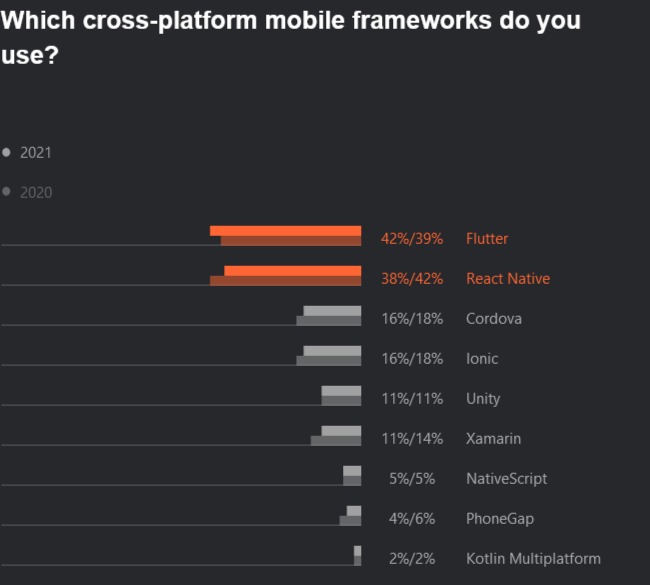 Which cross-platform mobile frameworks do you
use?
2021
2020
42%/39% Flutter
38%/42% React Native
16%/18% Cordova
16%/18% Ionic
11%/11% Unity
11%/14% Xamarin
5%/5% NativeScript
4%/6% PhoneGap
2%/2% Kotlin Multiplatform